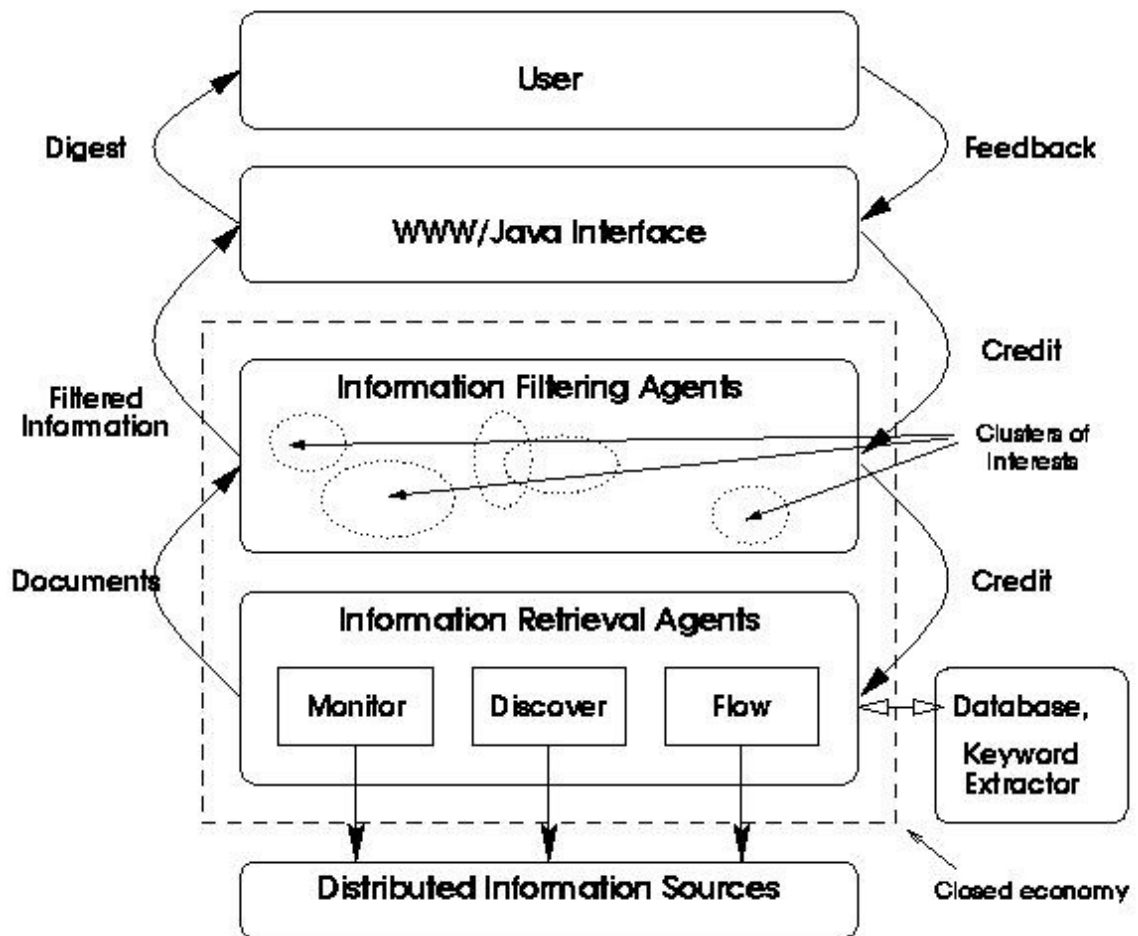 User
Digest
Feedback
WWW/Java Interface
Credit
Information Filtering Agents
Filtered
Information
Clusters of
Interests
Documents
Credit
Information Retrieval Agents
Monitor
Discover
Flow
Database,
Keyword
Extractor
Distributed Information Sources
Closed economy